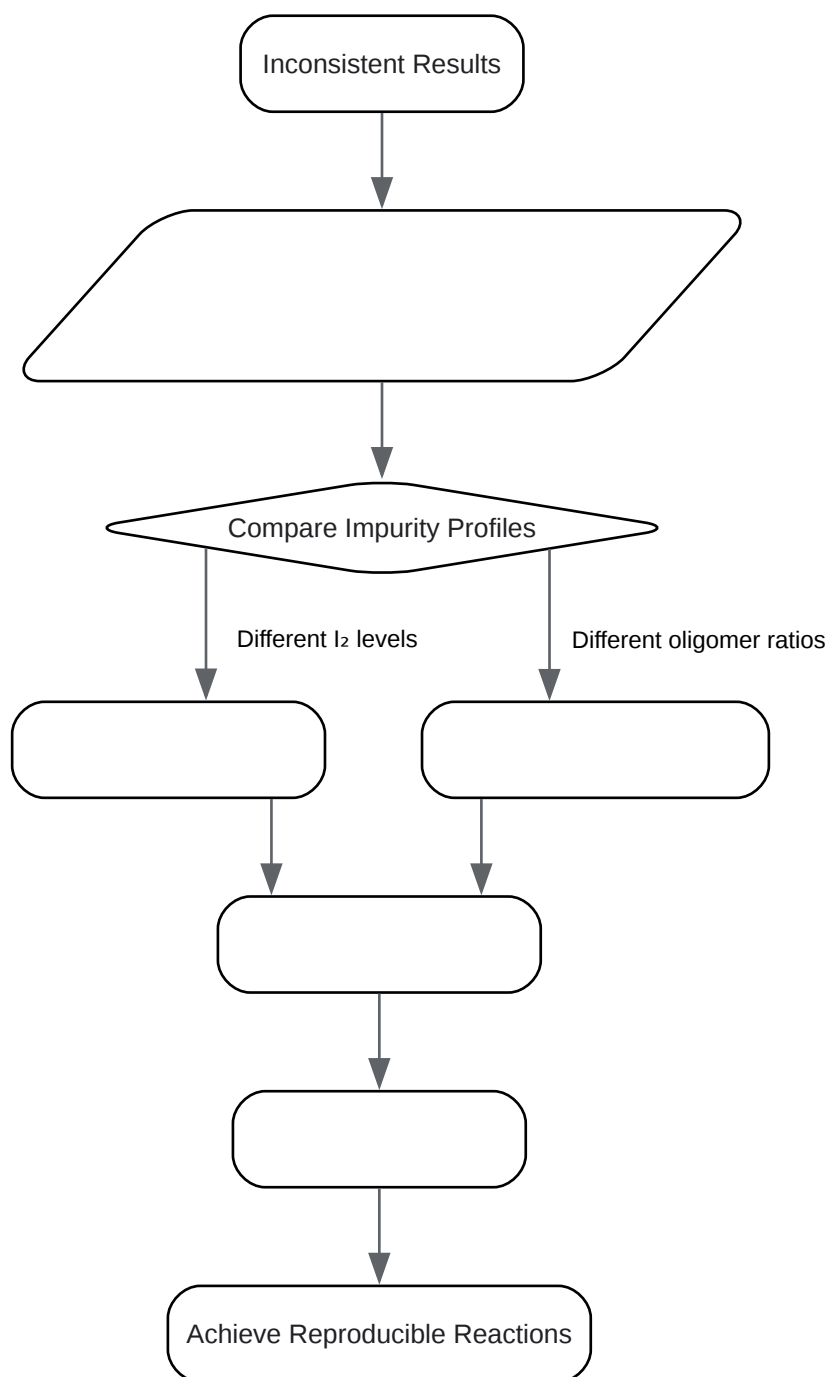 Inconsistent Results
Compare Impurity Profiles
Different I₂ levels
Different oligomer ratios
Achieve Reproducible Reactions